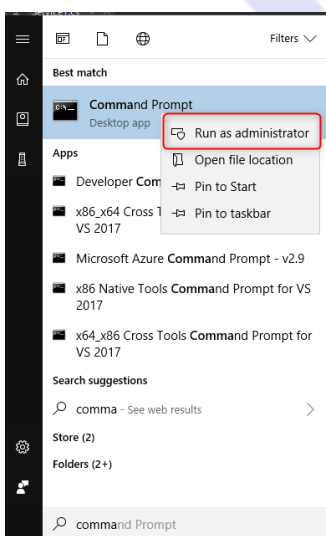 Services
Filters
Best match
Command Prompt
Desktop app
Run as administrator
Open file location
Pin to Start
Pin to taskbar
Apps
Developer Com
x86_x64 Cross T
VS 2017
Microsoft Azure Command Prompt - v2.9
x86 Native Tools Command Prompt for VS
2017
x64_x86 Cross Tools Command Prompt for
VS 2017
Search suggestions
comma - See web results
Store (2)
Folders (2+)
command Prompt